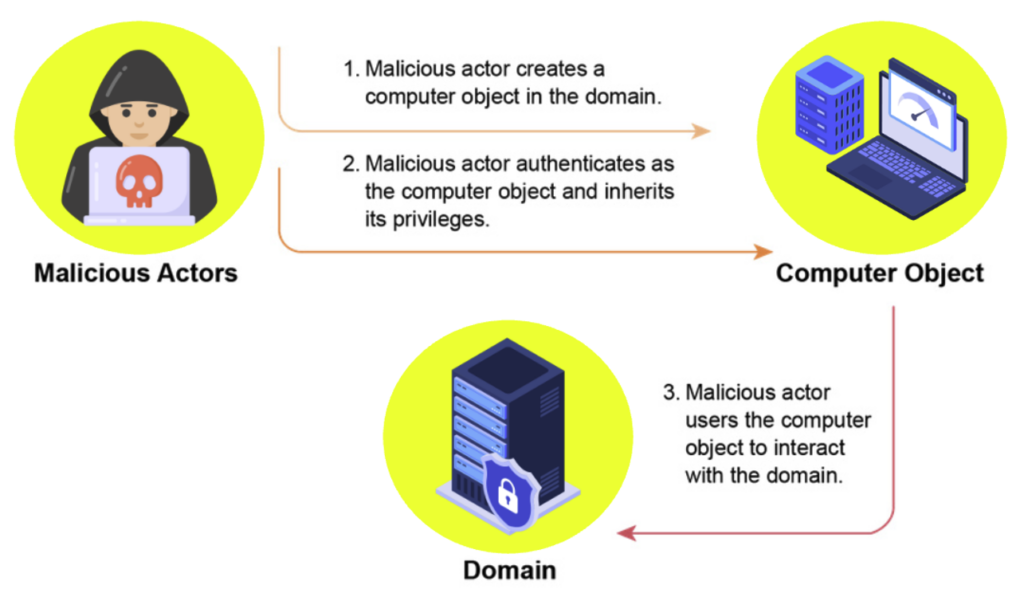 1. Malicious actor creates a
computer object in the domain.
2. Malicious actor authenticates as
the computer object and inherits
its privileges.
Malicious Actors
Computer Object
3. Malicious actor
users the computer
object to interact
with the domain.
Domain